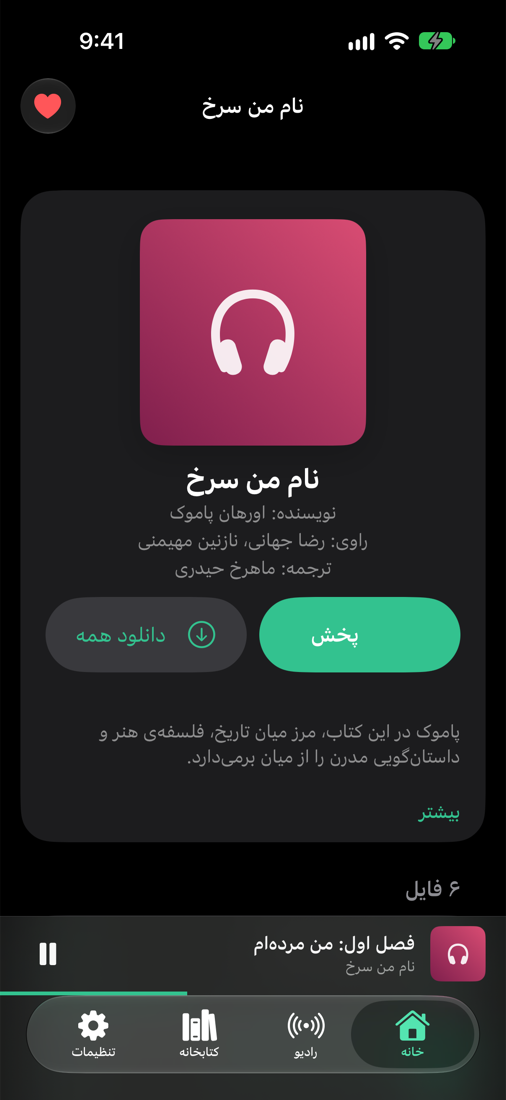 9:41
نام من سرخ
نام من سرخ
نویسنده: اورهان پاموک
راوی: رضا جهانی، نازنین مهیمنی
ترجمه: ماهرخ حیدری
پخش
دانلود همه
پاموک در این کتاب، مرز میان تاریخ، فلسفه‌ی هنر و
داستان‌گویی مدرن را از میان برمی‌دارد.
بیشتر
۶ فایل
فصل اول: من مرده‌ام
نام من سرخ
خانه
رادیو
کتابخانه
تنظیمات